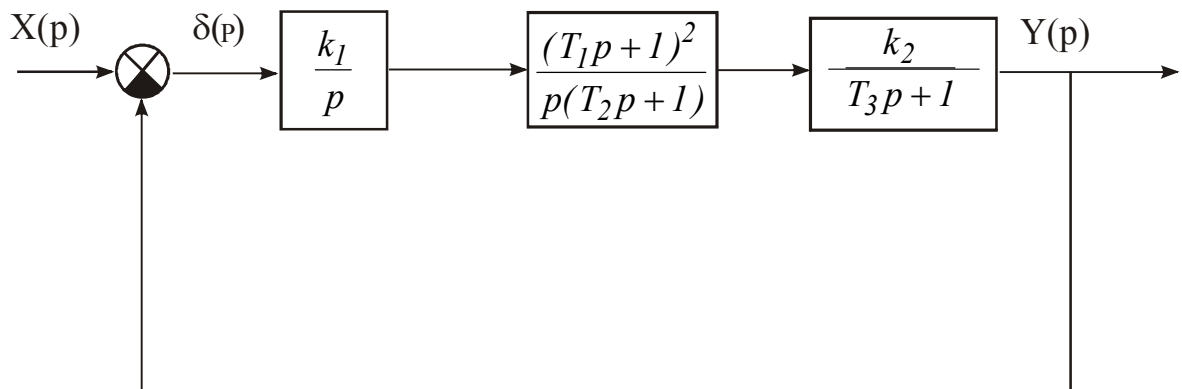 X(p)
δ(P)
k₁
p
(T₁p+1)²
p(T₂p+1)
k₂
T₃p+1
Y(p)